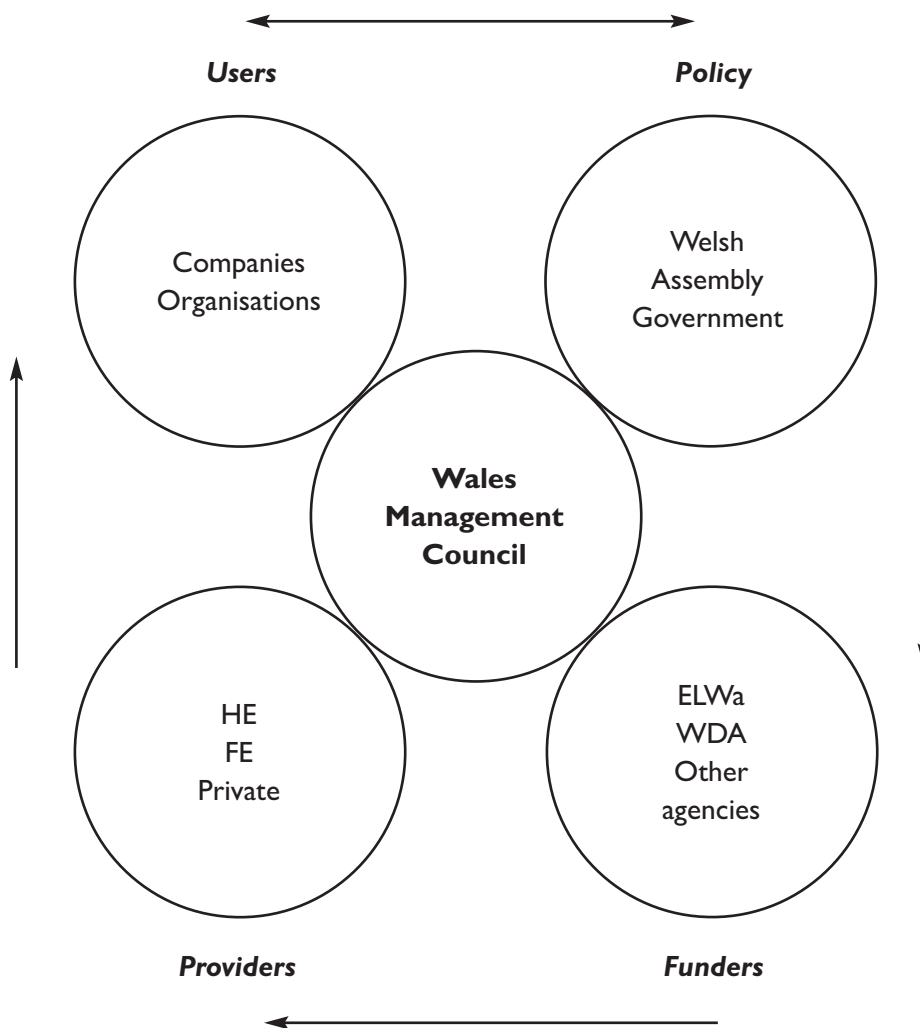 Users
Policy
Companies
Organisations
Welsh
Assembly
Government
Wales
Management
Council
HE
FE
Private
ELWa
WDA
Other
agencies
Providers
Funders